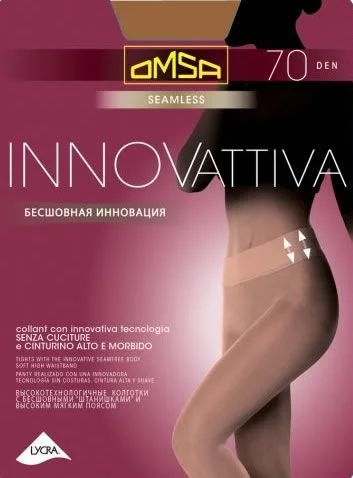 OMSA
70 DEN
SEAMLESS
INNOVATTIVA
БЕСШОВНАЯ ИННОВАЦИЯ
collant con innovativa tecnologia
SENZA CUCITURE
e CINTURINO ALTO E MORBIDO
TIGHTS WITH THE INNOVATIVE SEAMFREE BODY,
SOFT HIGH WAISTBAND
PANTY REALIZADO CON UNA INNOVADORA
TECNOLOGÍA SIN COSTURAS, CINTURA ALTA Y SUAVE
ВЫСОКОТЕХНОЛОГИЧНЫЕ КОЛГОТКИ
С БЕСШОВНЫМИ "ШТАНИШКАМИ" И
ВЫСОКИМ МЯГКИМ ПОЯСОМ
LYCRA